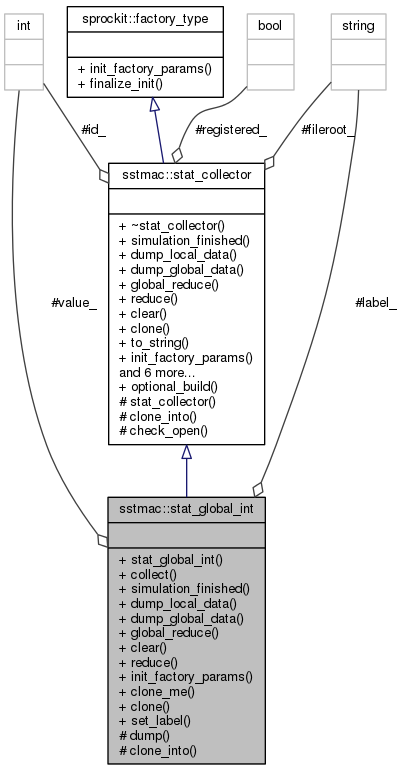 int
sprockit::factory_type
bool
string
+ init_factory_params()
+ finalize_init()
#id_
#registered_
#fileroot_
sstmac::stat_collector
+ ~stat_collector()
+ simulation_finished()
+ dump_local_data()
+ dump_global_data()
+ global_reduce()
+ reduce()
+ clear()
+ clone()
+ to_string()
+ init_factory_params()
and 6 more...
+ optional_build()
# stat_collector()
# clone_into()
# check_open()
#value_
#label_
sstmac::stat_global_int
+ stat_global_int()
+ collect()
+ simulation_finished()
+ dump_local_data()
+ dump_global_data()
+ global_reduce()
+ clear()
+ reduce()
+ init_factory_params()
+ clone_me()
+ clone()
+ set_label()
# dump()
# clone_into()